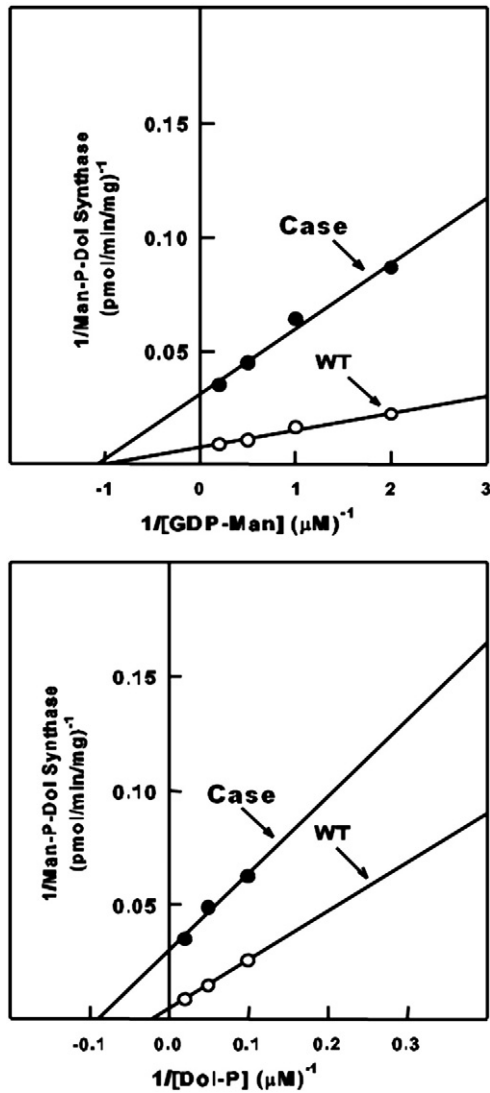 1/Man-P-Dol Synthase
(pmol/min/mg)-1
0.15
0.10
0.05
Case
WT
-1
0
1
2
3
1/[GDP-Man] (μM)-1
1/Man-P-Dol Synthase
(pmol/min/mg)-1
0.15
0.10
0.05
Case
WT
-0.1
0.0
0.1
0.2
0.3
1/[Dol-P] (μM)-1